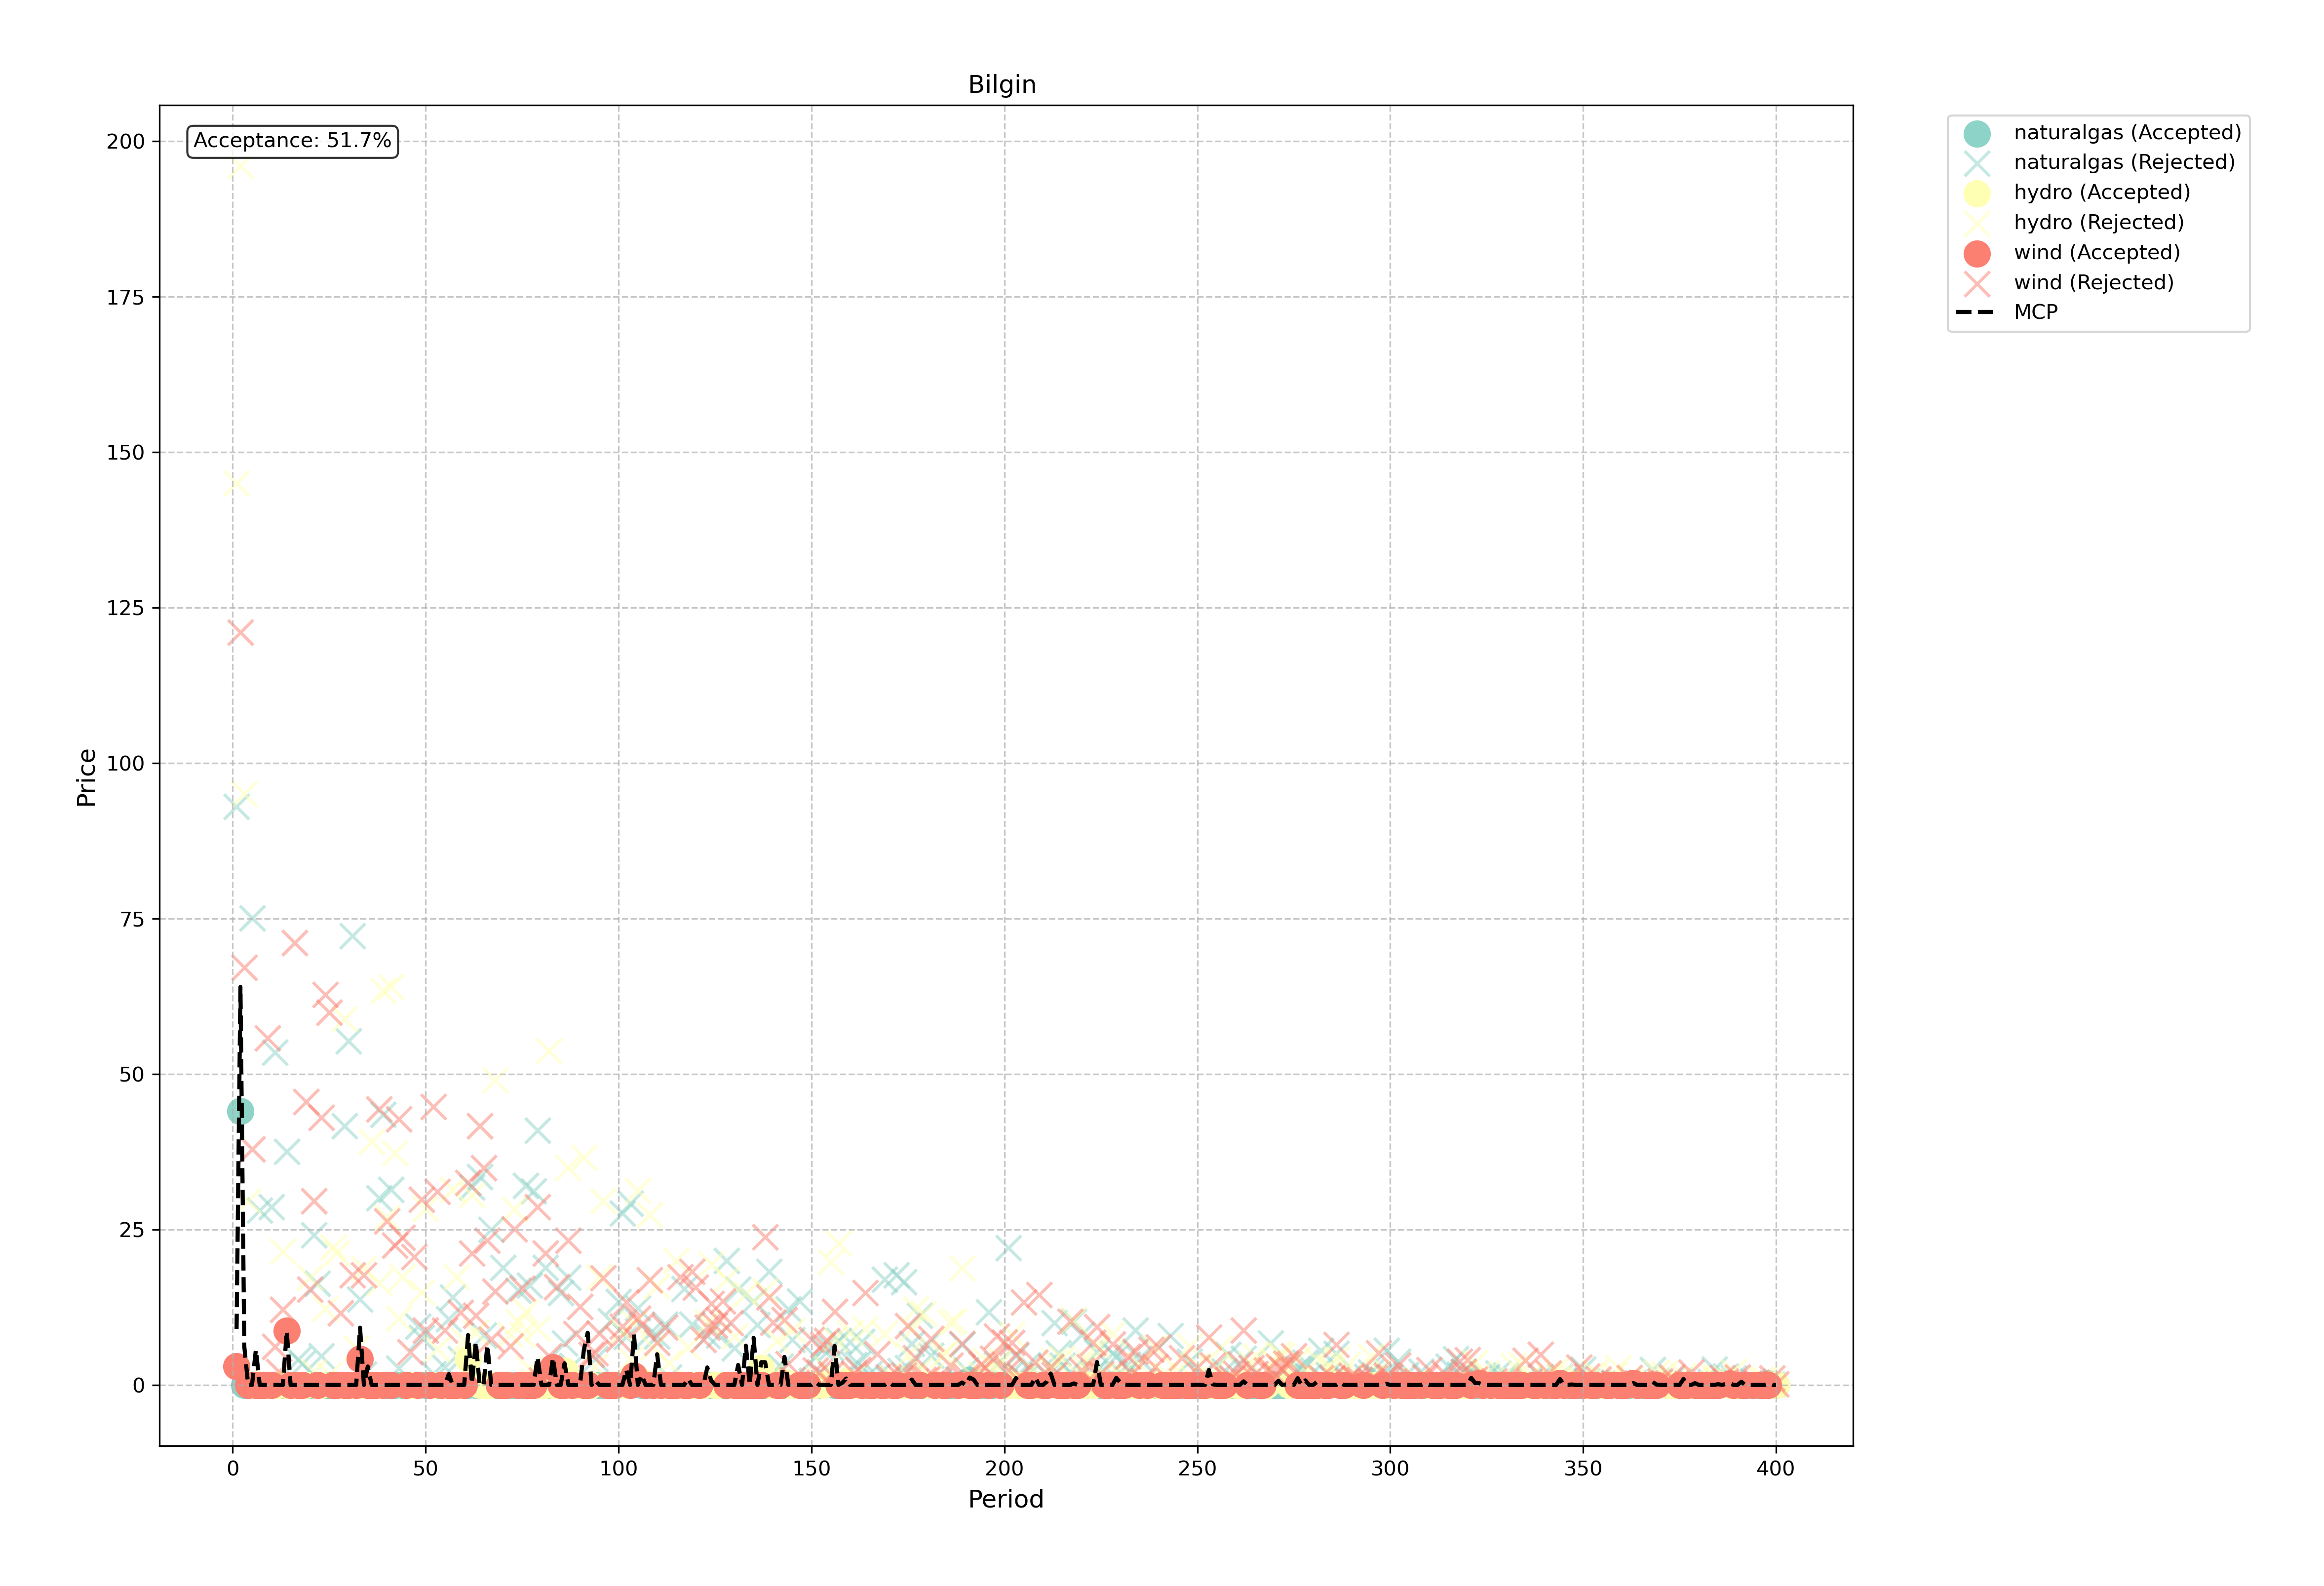 Bilgin
Acceptance: 51.7%
200
175
150
125
100
75
50
25
0
Price
0 50 100 150 200 250 300 350 400
Period
naturalgas (Accepted)
naturalgas (Rejected)
hydro (Accepted)
hydro (Rejected)
wind (Accepted)
wind (Rejected)
MCP